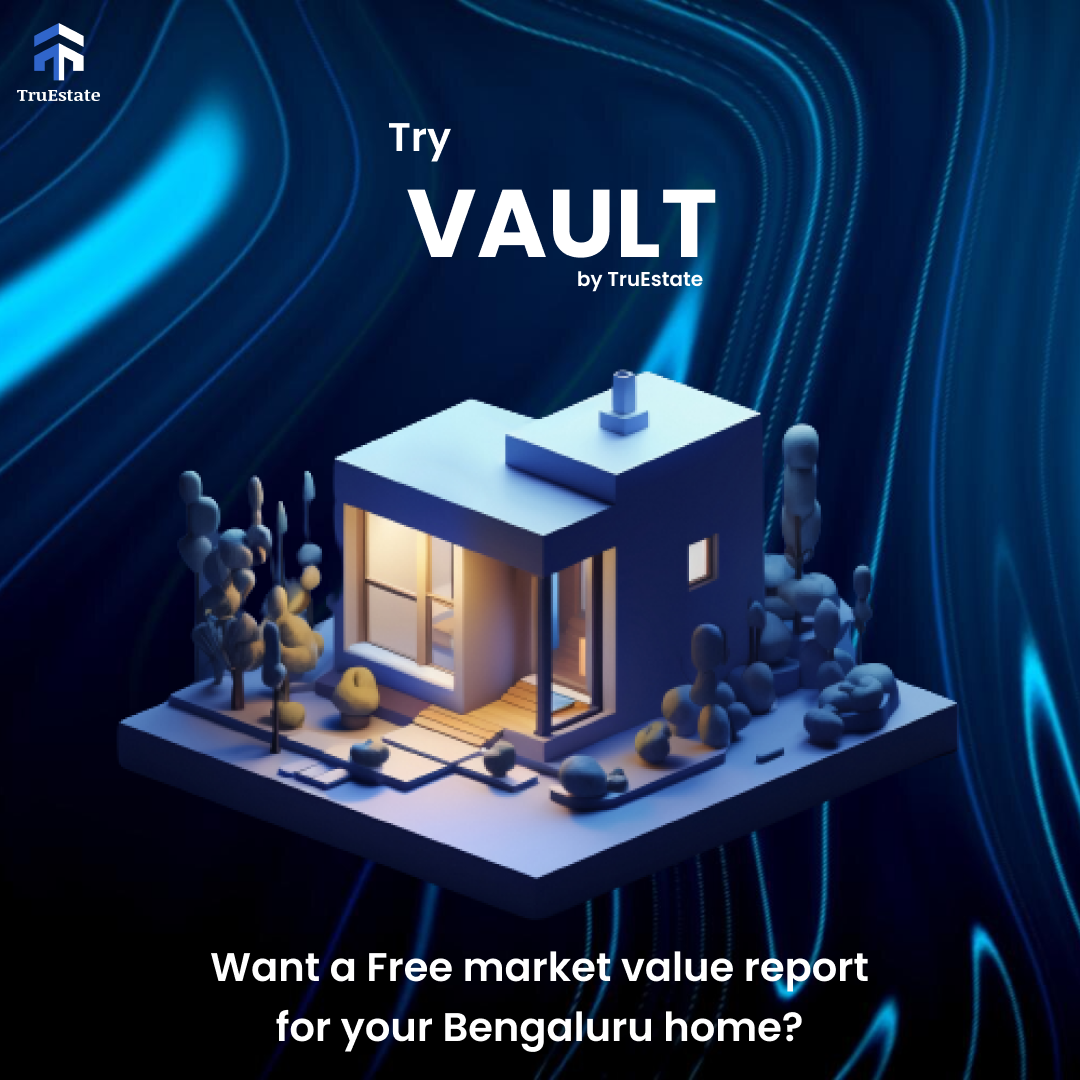 TruEstate
Try
VAULT
by TruEstate
Want a Free market value report
for your Bengaluru home?